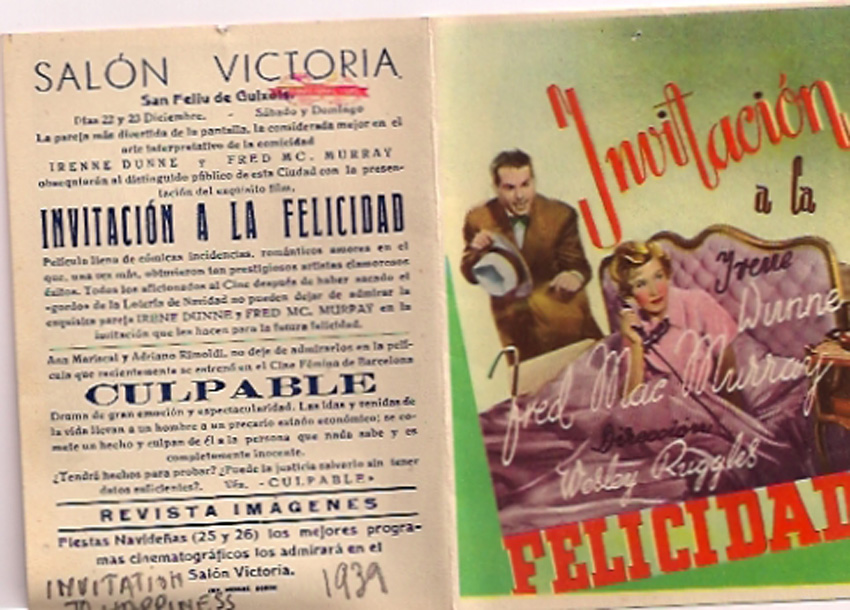 SALÓN VICTORIA
San Feliu de Guixols.
Días 22 y 23 Diciembre. - Sábado y Domingo
La pareja más divertida de la pantalla, la considerada mejor en el
arte interpretativo de la comicidad
IRENNE DUNNE Y FRED MC. MURRAY
obsequiarán al distinguido público de esta Ciudad con la presen-
tación del exquisito film,
INVITACIÓN A LA FELICIDAD
Película llena de cómicas incidencias, románticos amores en el
que, una vez más, obtuvieron tan prestigiosos artistas clamorosos
éxitos. Todos los aficionados al Cine después de haber sacado el
«gordo» de la Lotería de Navidad no pueden dejar de admirar la
exquisita pareja IRENE DUNNE y FRED MC. MURPAY en la
invitación que les hacen para la futura felicidad.
Ana Mariscal y Adriano Rimoldi, no deje de admirarlos en la pelí-
cula que recientemente se estrenó en el Cine Fémina de Barcelona
CULPABLE
Drama de gran emoción y espectacularidad. Las idas y venidas de
la vida llevan a un hombre a un precario estado económico; se co-
mete un hecho y culpan de él a la persona que nada sabe y es
completamente inocente.
¿Tendrá hechos para probar? ¿Puede la justicia salvarlo sin tener
datos suficientes?. Vea, - CULPABLE»
REVISTA IMÁGENES
Fiestas Navideñas (25 y 26) los mejores progra-
mas cinematográficos los admirará en el
Salón Victoria.
INVITATION
TO HAPPINESS
1939
Invitación
a la
Irene
Dunne
Fred Mac Murray
Dirección
Wesley Ruggles
FELICIDAD